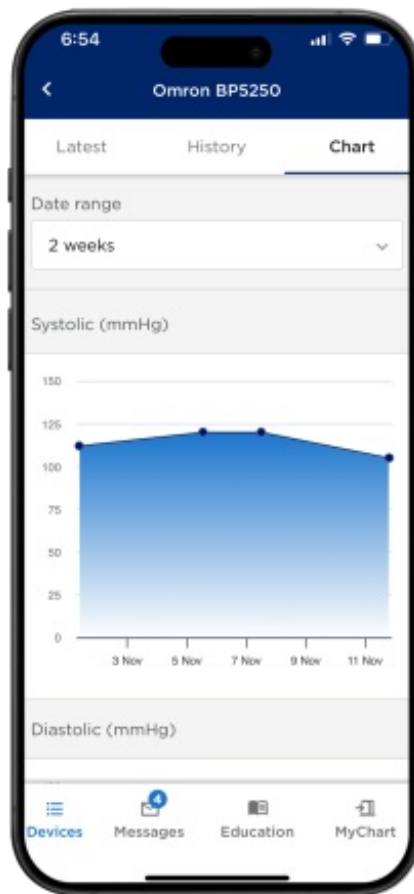 6:54
Omron BP5250
Latest History Chart
Date range
2 weeks
Systolic (mmHg)
150
125
100
75
50
25
0
3 Nov 5 Nov 7 Nov 9 Nov 11 Nov
Diastolic (mmHg)
4
Devices Messages Education MyChart